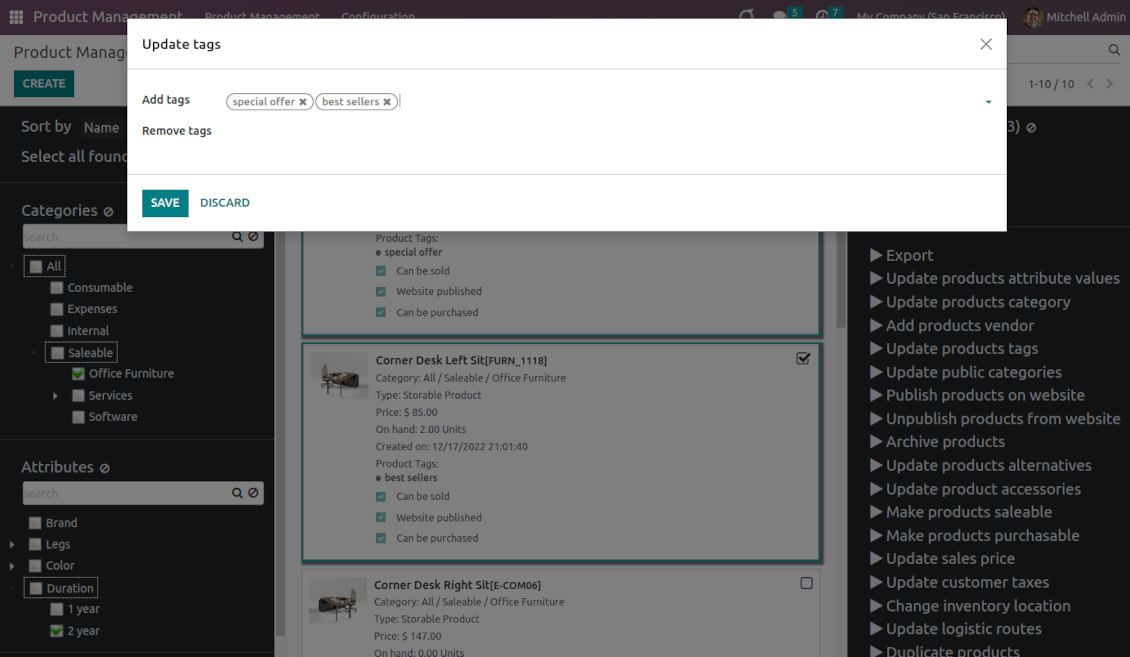 Product Management Product Management Configuration 5 7 My Company (San Francisco) Mitchell Admin
Update tags
Product Manag
CREATE
1-10 / 10
Add tags special offer best sellers
Remove tags
SAVE DISCARD
Sort by Name
Select all foun
3)
Categories
search
All
Consumable
Expenses
Internal
Saleable
Office Furniture
Services
Software
Attributes
search
Brand
Legs
Color
Duration
1 year
2 year
Product Tags:
special offer
Can be sold
Website published
Can be purchased
Corner Desk Left Sit[FURN_1118]
Category: All / Saleable / Office Furniture
Type: Storable Product
Price: $ 85.00
On hand: 2.00 Units
Created on: 12/17/2022 21:01:40
Product Tags:
best sellers
Can be sold
Website published
Can be purchased
Corner Desk Right Sit[E-COM06]
Category: All / Saleable / Office Furniture
Type: Storable Product
Price: $ 147.00
On hand: 0.00 Units
Export
Update products attribute values
Update products category
Add products vendor
Update products tags
Update public categories
Publish products on website
Unpublish products from website
Archive products
Update products alternatives
Update product accessories
Make products saleable
Make products purchasable
Update sales price
Update customer taxes
Change inventory location
Update logistic routes
Duplicate products